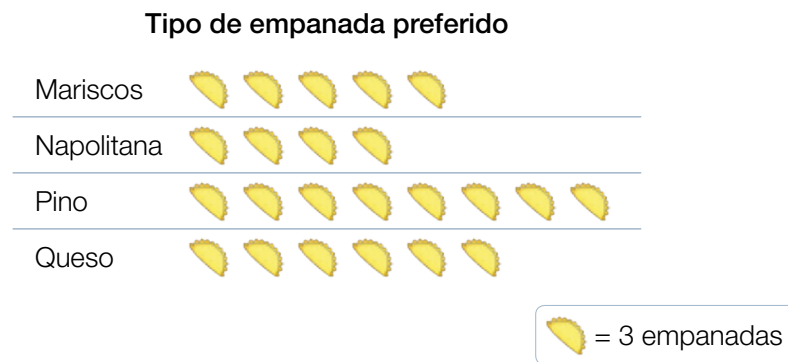 Tipo de empanada preferido
Mariscos
Napolitana
Pino
Queso
= 3 empanadas